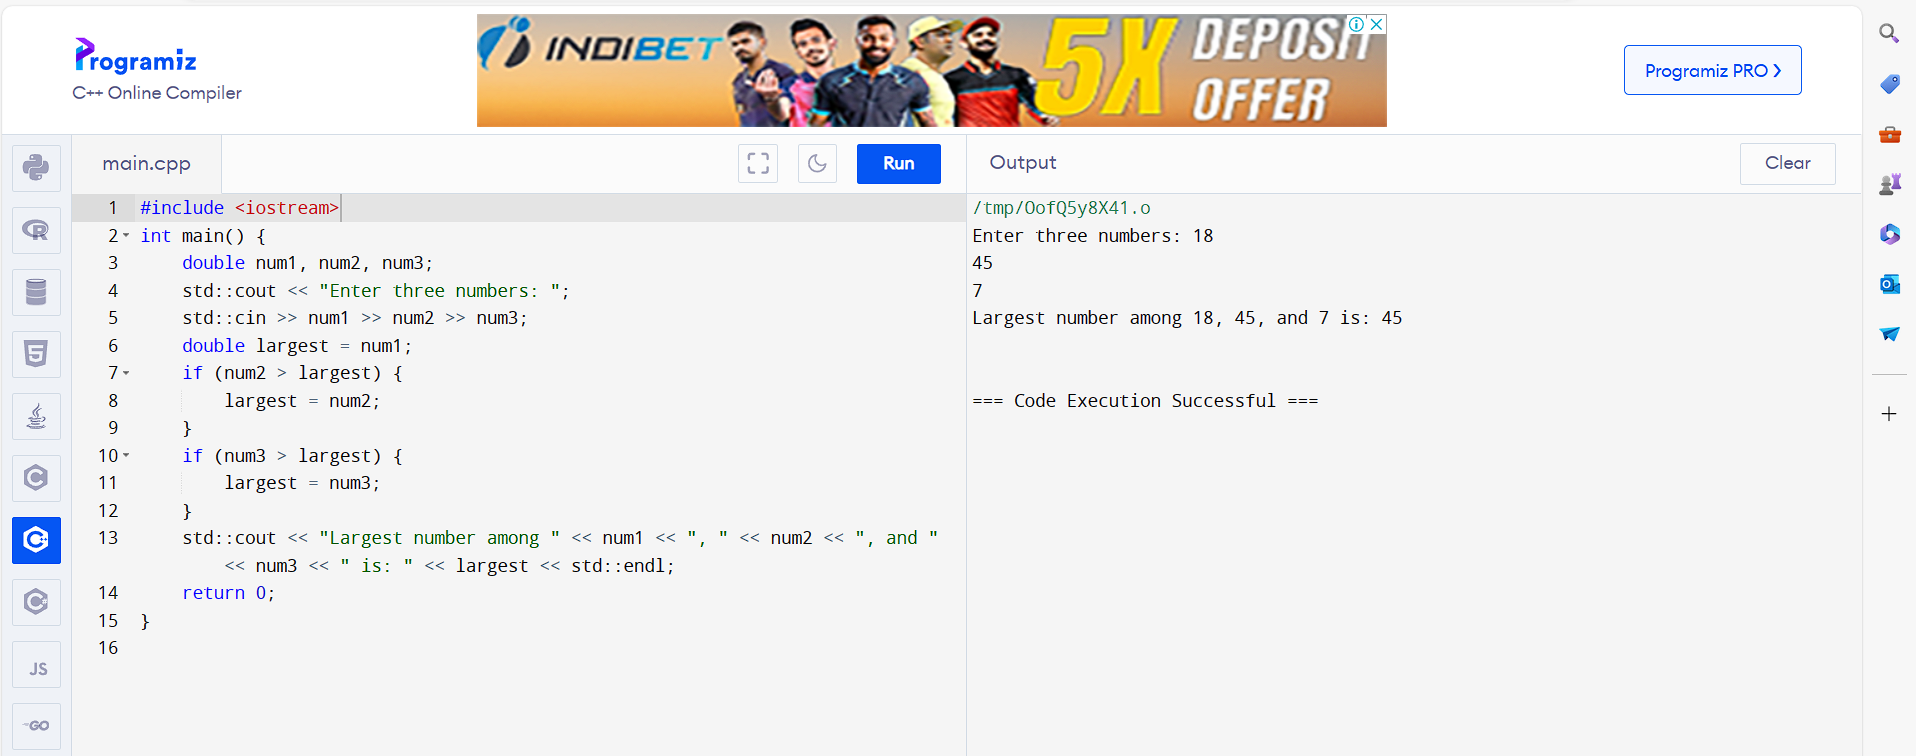 Programiz
C++ Online Compiler
INDIBET
5X
DEPOSIT
OFFER
Programiz PRO
main.cpp
Run
Output
Clear
1 #include <iostream>
2 int main() {
3     double num1, num2, num3;
4     std::cout << "Enter three numbers: ";
5     std::cin >> num1 >> num2 >> num3;
6     double largest = num1;
7     if (num2 > largest) {
8         largest = num2;
9     }
10     if (num3 > largest) {
11         largest = num3;
12     }
13     std::cout << "Largest number among " << num1 << ", " << num2 << ", and "
<< num3 << " is: " << largest << std::endl;
14     return 0;
15 }
16
/tmp/OofQ5y8X41.o
Enter three numbers: 18
45
7
Largest number among 18, 45, and 7 is: 45
=== Code Execution Successful ===
R
5
C
C++
C#
JS
GO